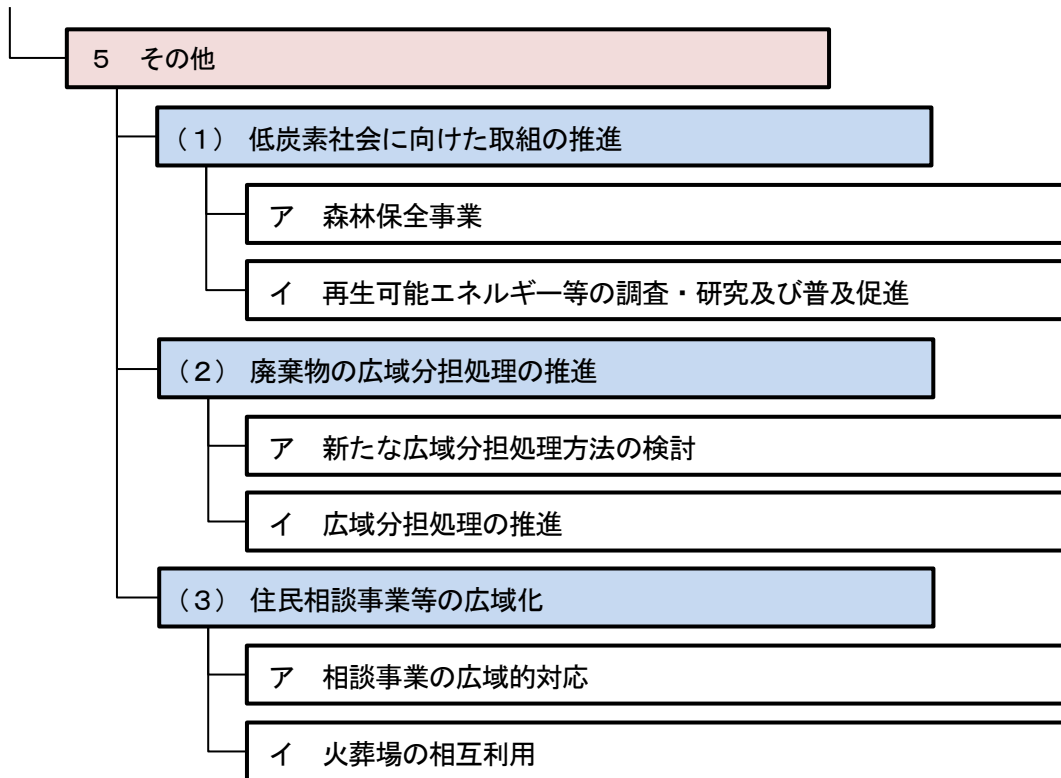 ５　その他
（１）　低炭素社会に向けた取組の推進
ア　森林保全事業
イ　再生可能エネルギー等の調査・研究及び普及促進
（２）　廃棄物の広域分担処理の推進
ア　新たな広域分担処理方法の検討
イ　広域分担処理の推進
（３）　住民相談事業等の広域化
ア　相談事業の広域的対応
イ　火葬場の相互利用